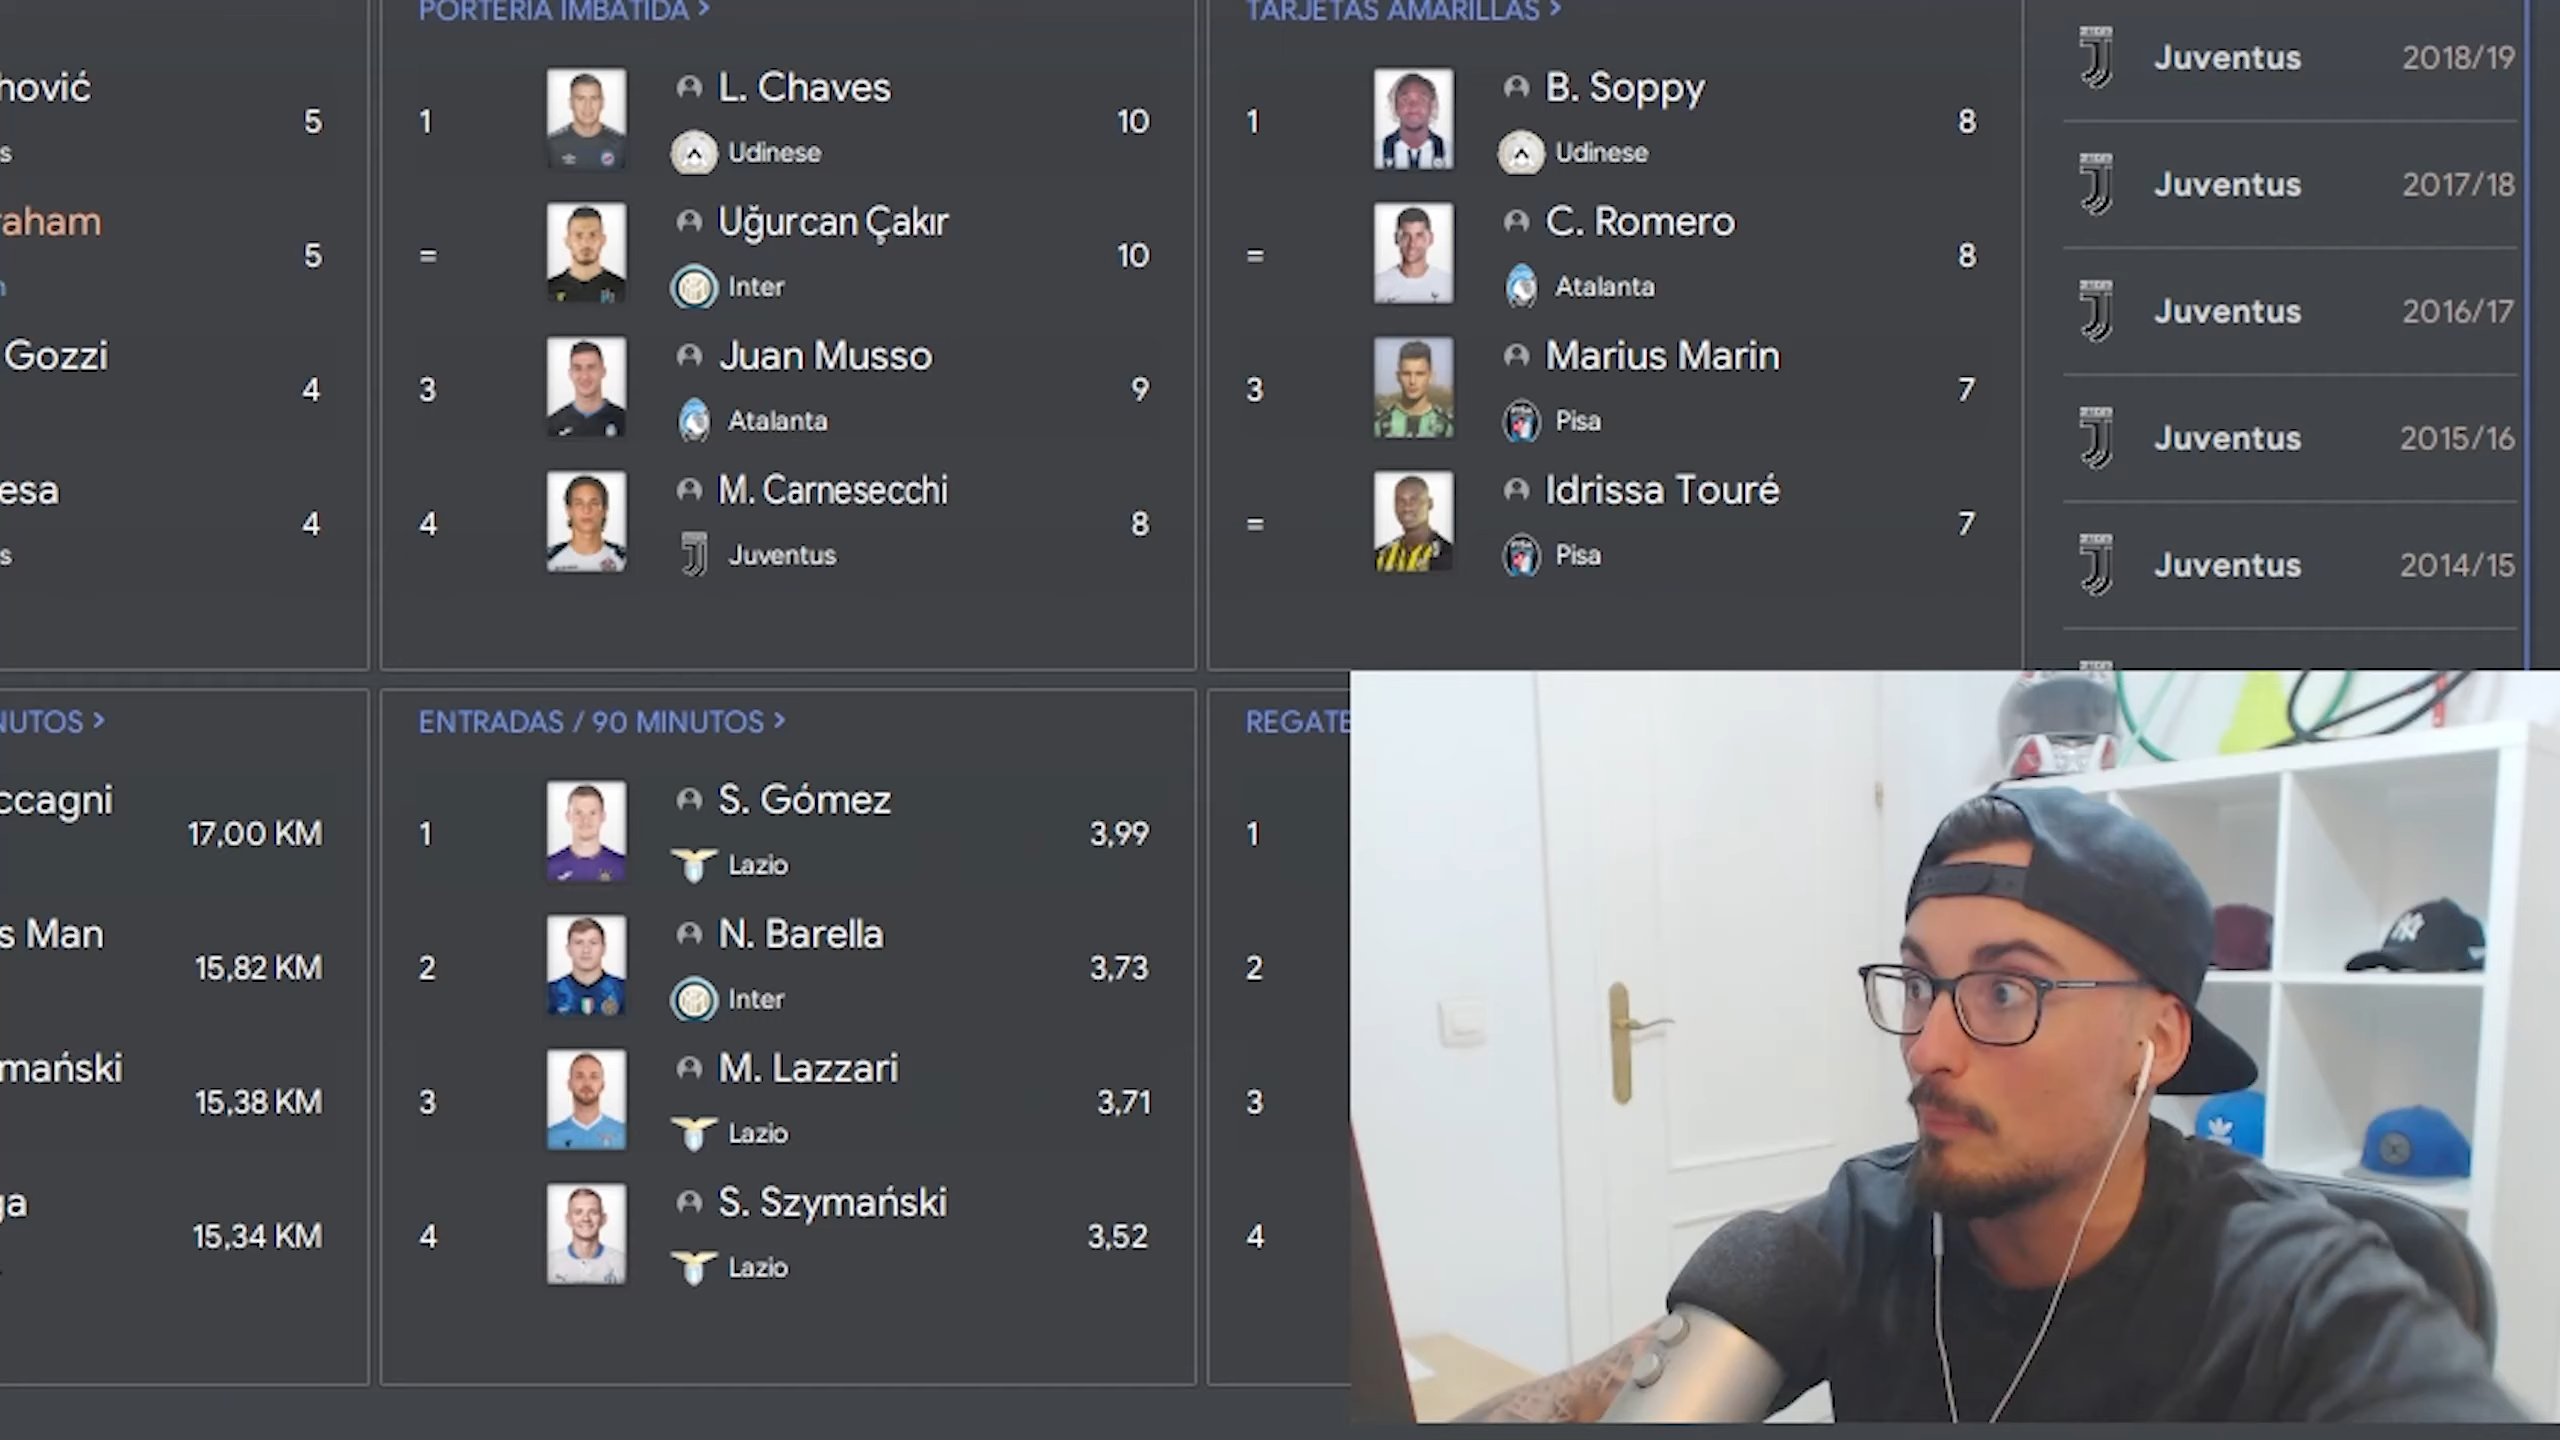 PORTERÍA IMBATIDA >
TARJETAS AMARILLAS >
hović
5
s
raham
5
Gozzi
4
esa
4
s
1
L. Chaves
10
Udinese
=
Uğurcan Çakır
10
Inter
3
Juan Musso
9
Atalanta
4
M. Carnesecchi
8
Juventus
1
B. Soppy
8
Udinese
=
C. Romero
8
Atalanta
3
Marius Marin
7
Pisa
=
Idrissa Touré
7
Pisa
Juventus 2018/19
Juventus 2017/18
Juventus 2016/17
Juventus 2015/16
Juventus 2014/15
NUTOS >
ccagni
17,00 KM
s Man
15,82 KM
mański
15,38 KM
ga
15,34 KM
ENTRADAS / 90 MINUTOS >
1
S. Gómez
3,99
Lazio
2
N. Barella
3,73
Inter
3
M. Lazzari
3,71
Lazio
4
S. Szymański
3,52
Lazio
REGATE
1
2
3
4